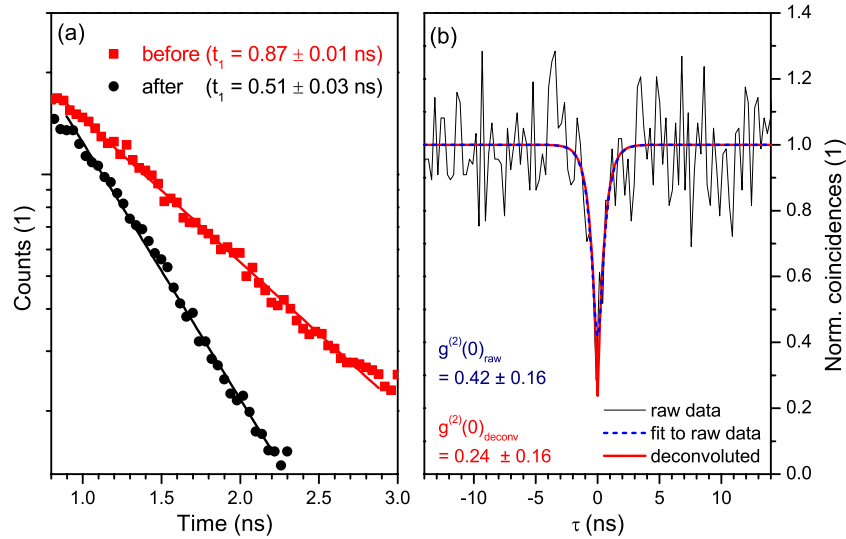 (a)
before (t₁ = 0.87 ± 0.01 ns)
after (t₁ = 0.51 ± 0.03 ns)
Counts (1)
1.0 1.5 2.0 2.5 3.0
Time (ns)
(b)
1.4
1.2
1.0
0.8
0.6
0.4
0.2
0.0
Norm. coincidences (1)
g⁽²⁾(0)raw
= 0.42 ± 0.16
g⁽²⁾(0)deconv
= 0.24 ± 0.16
raw data
fit to raw data
deconvoluted
-10 -5 0 5 10
τ (ns)